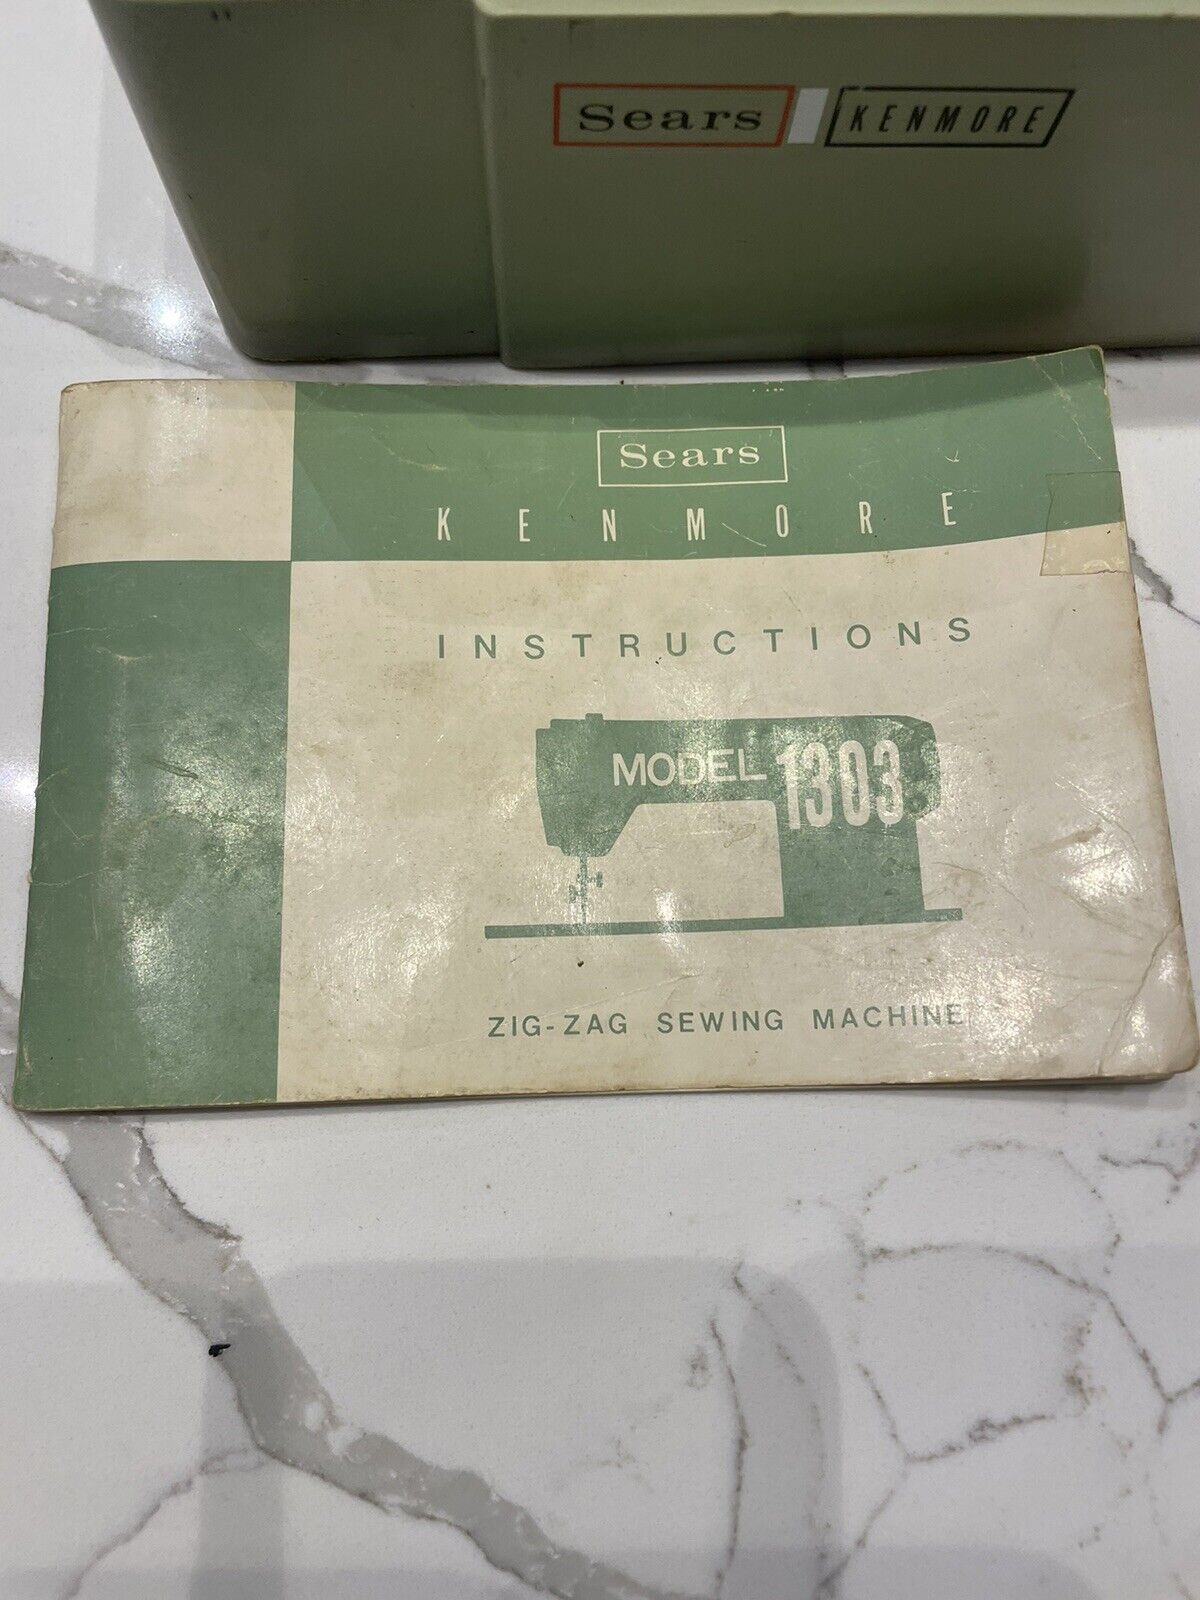 Sears KENMORE
Sears
KENMORE
INSTRUCTIONS
MODEL 1303
ZIG-ZAG SEWING MACHINE